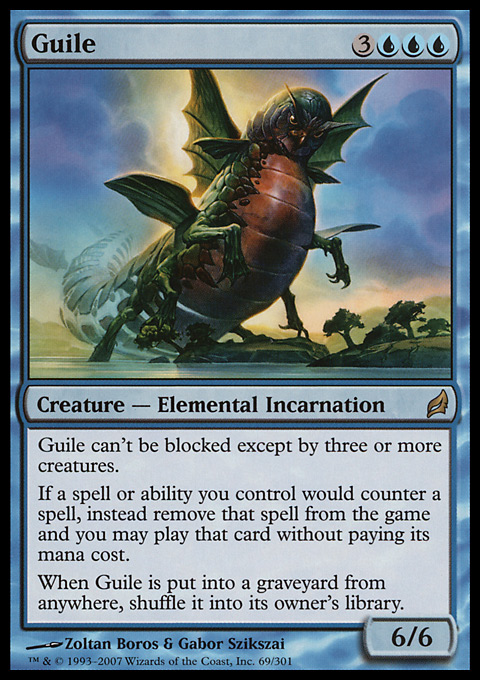 Guile 3
Creature — Elemental Incarnation
Guile can't be blocked except by three or more
creatures.
If a spell or ability you control would counter a
spell, instead remove that spell from the game
and you may play that card without paying its
mana cost.
When Guile is put into a graveyard from
anywhere, shuffle it into its owner's library.
Zoltan Boros & Gabor Szikszai
6/6
™ & © 1993–2007 Wizards of the Coast, Inc. 69/301